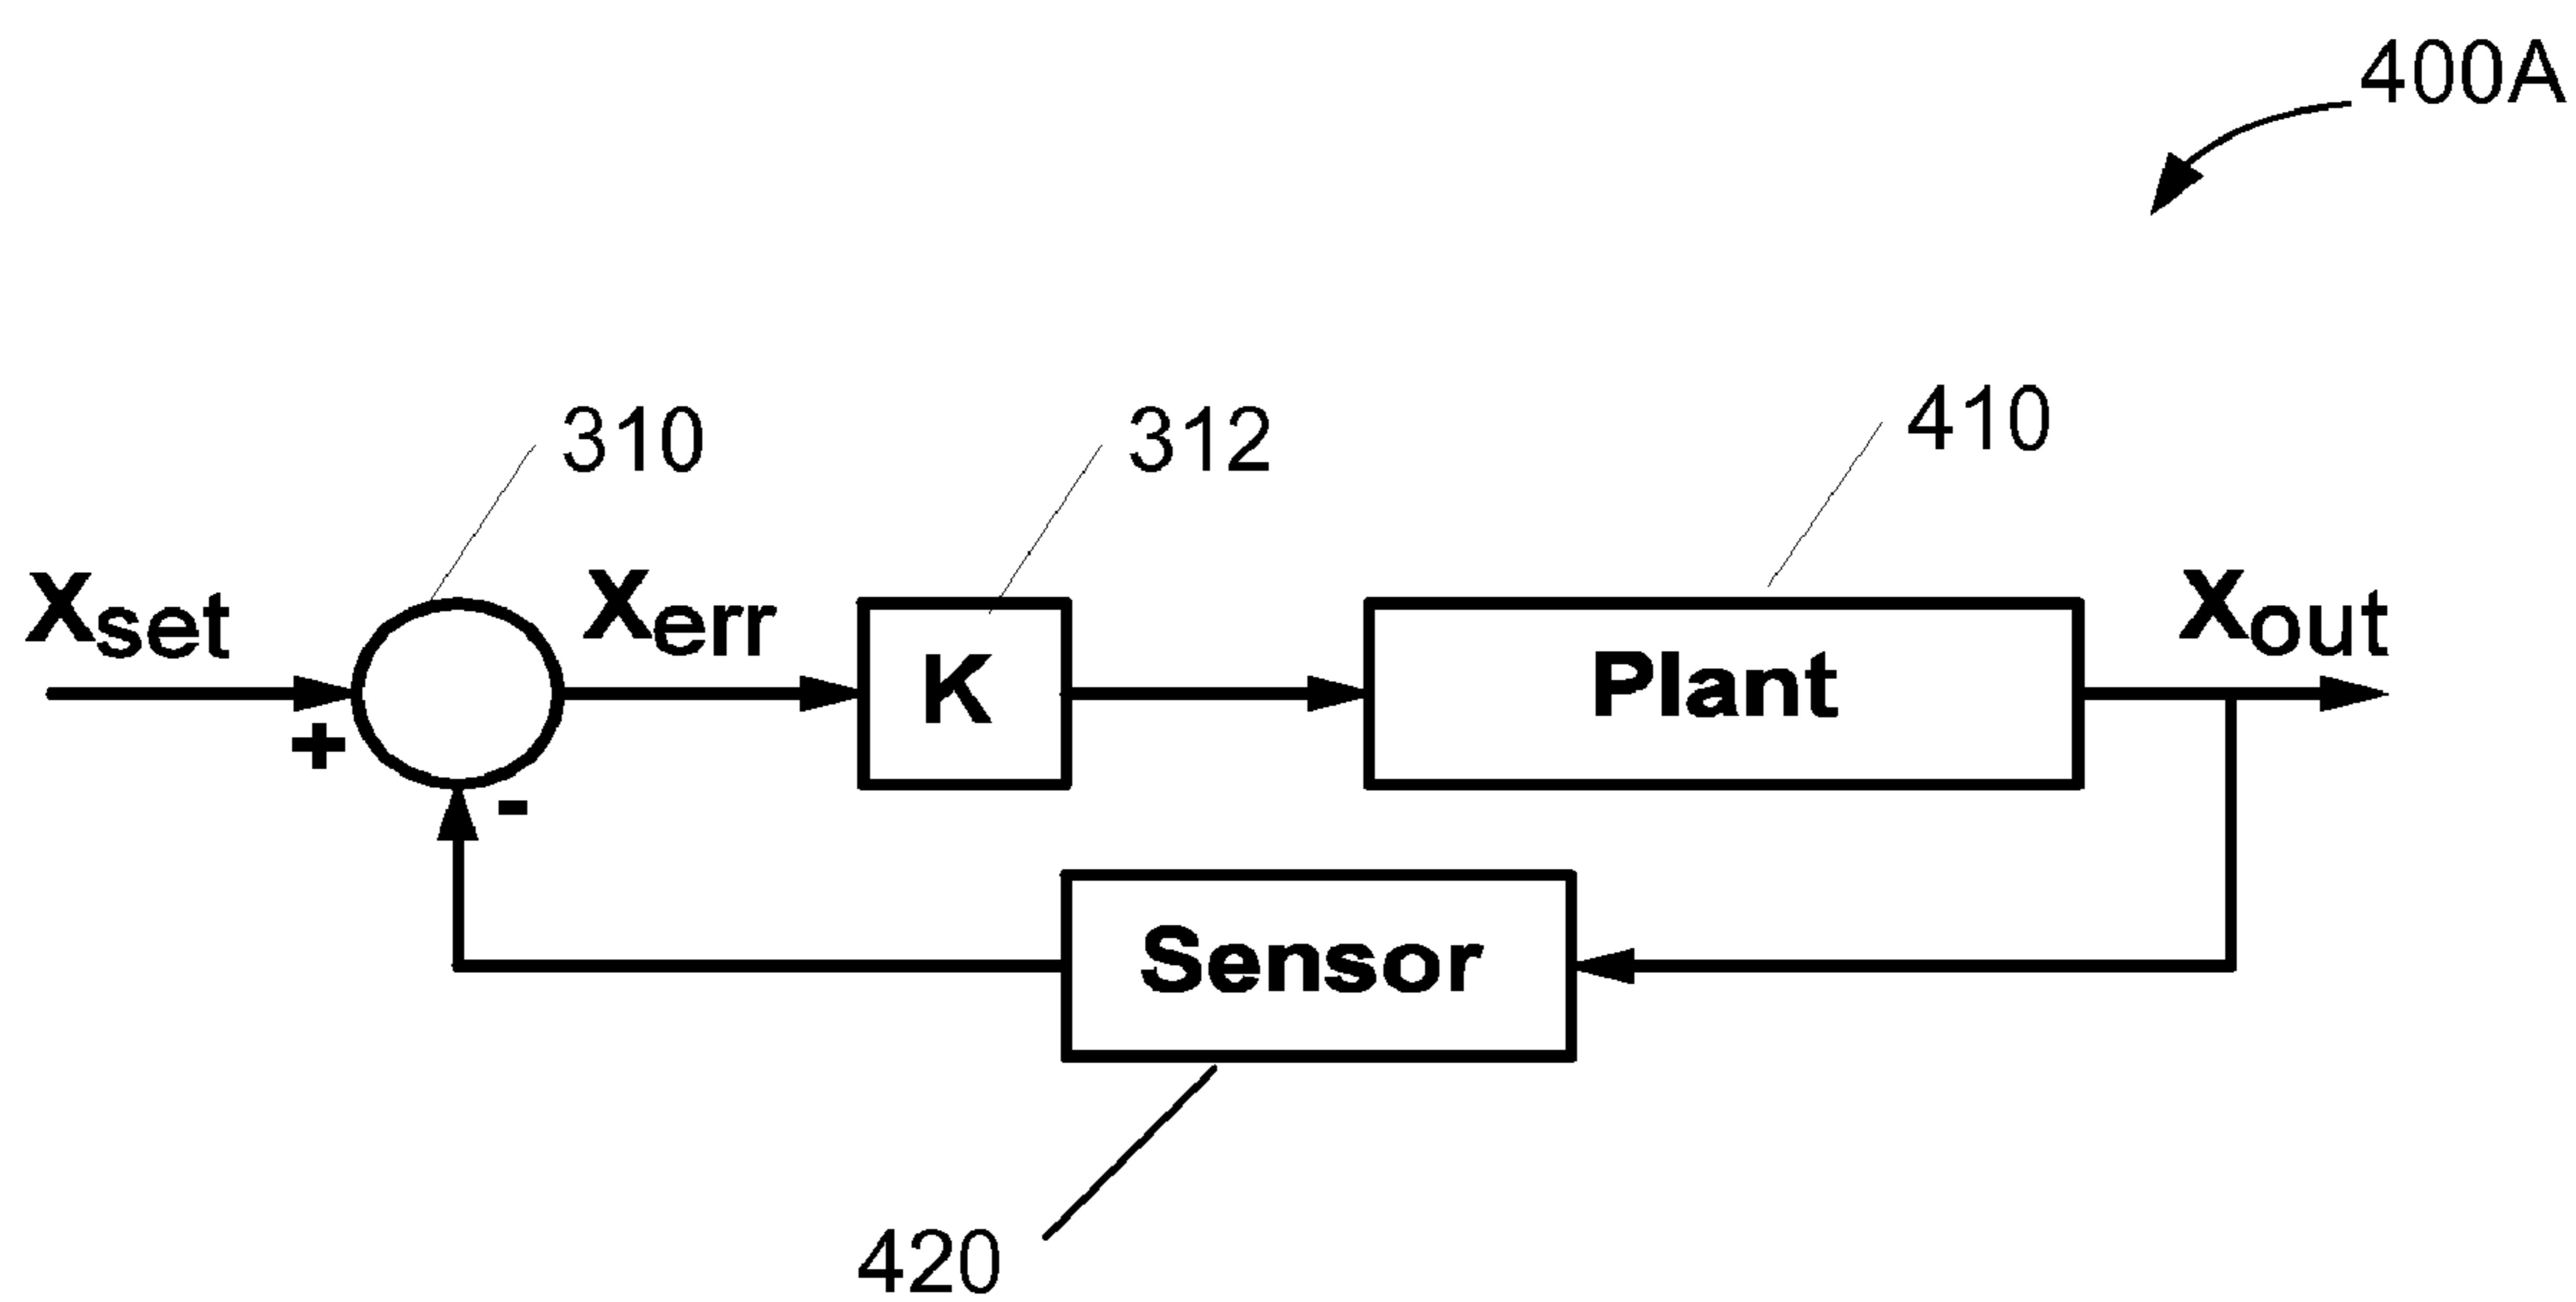 400A
310
312
410
Xset
Xerr
K
Plant
Xout
+
-
Sensor
420